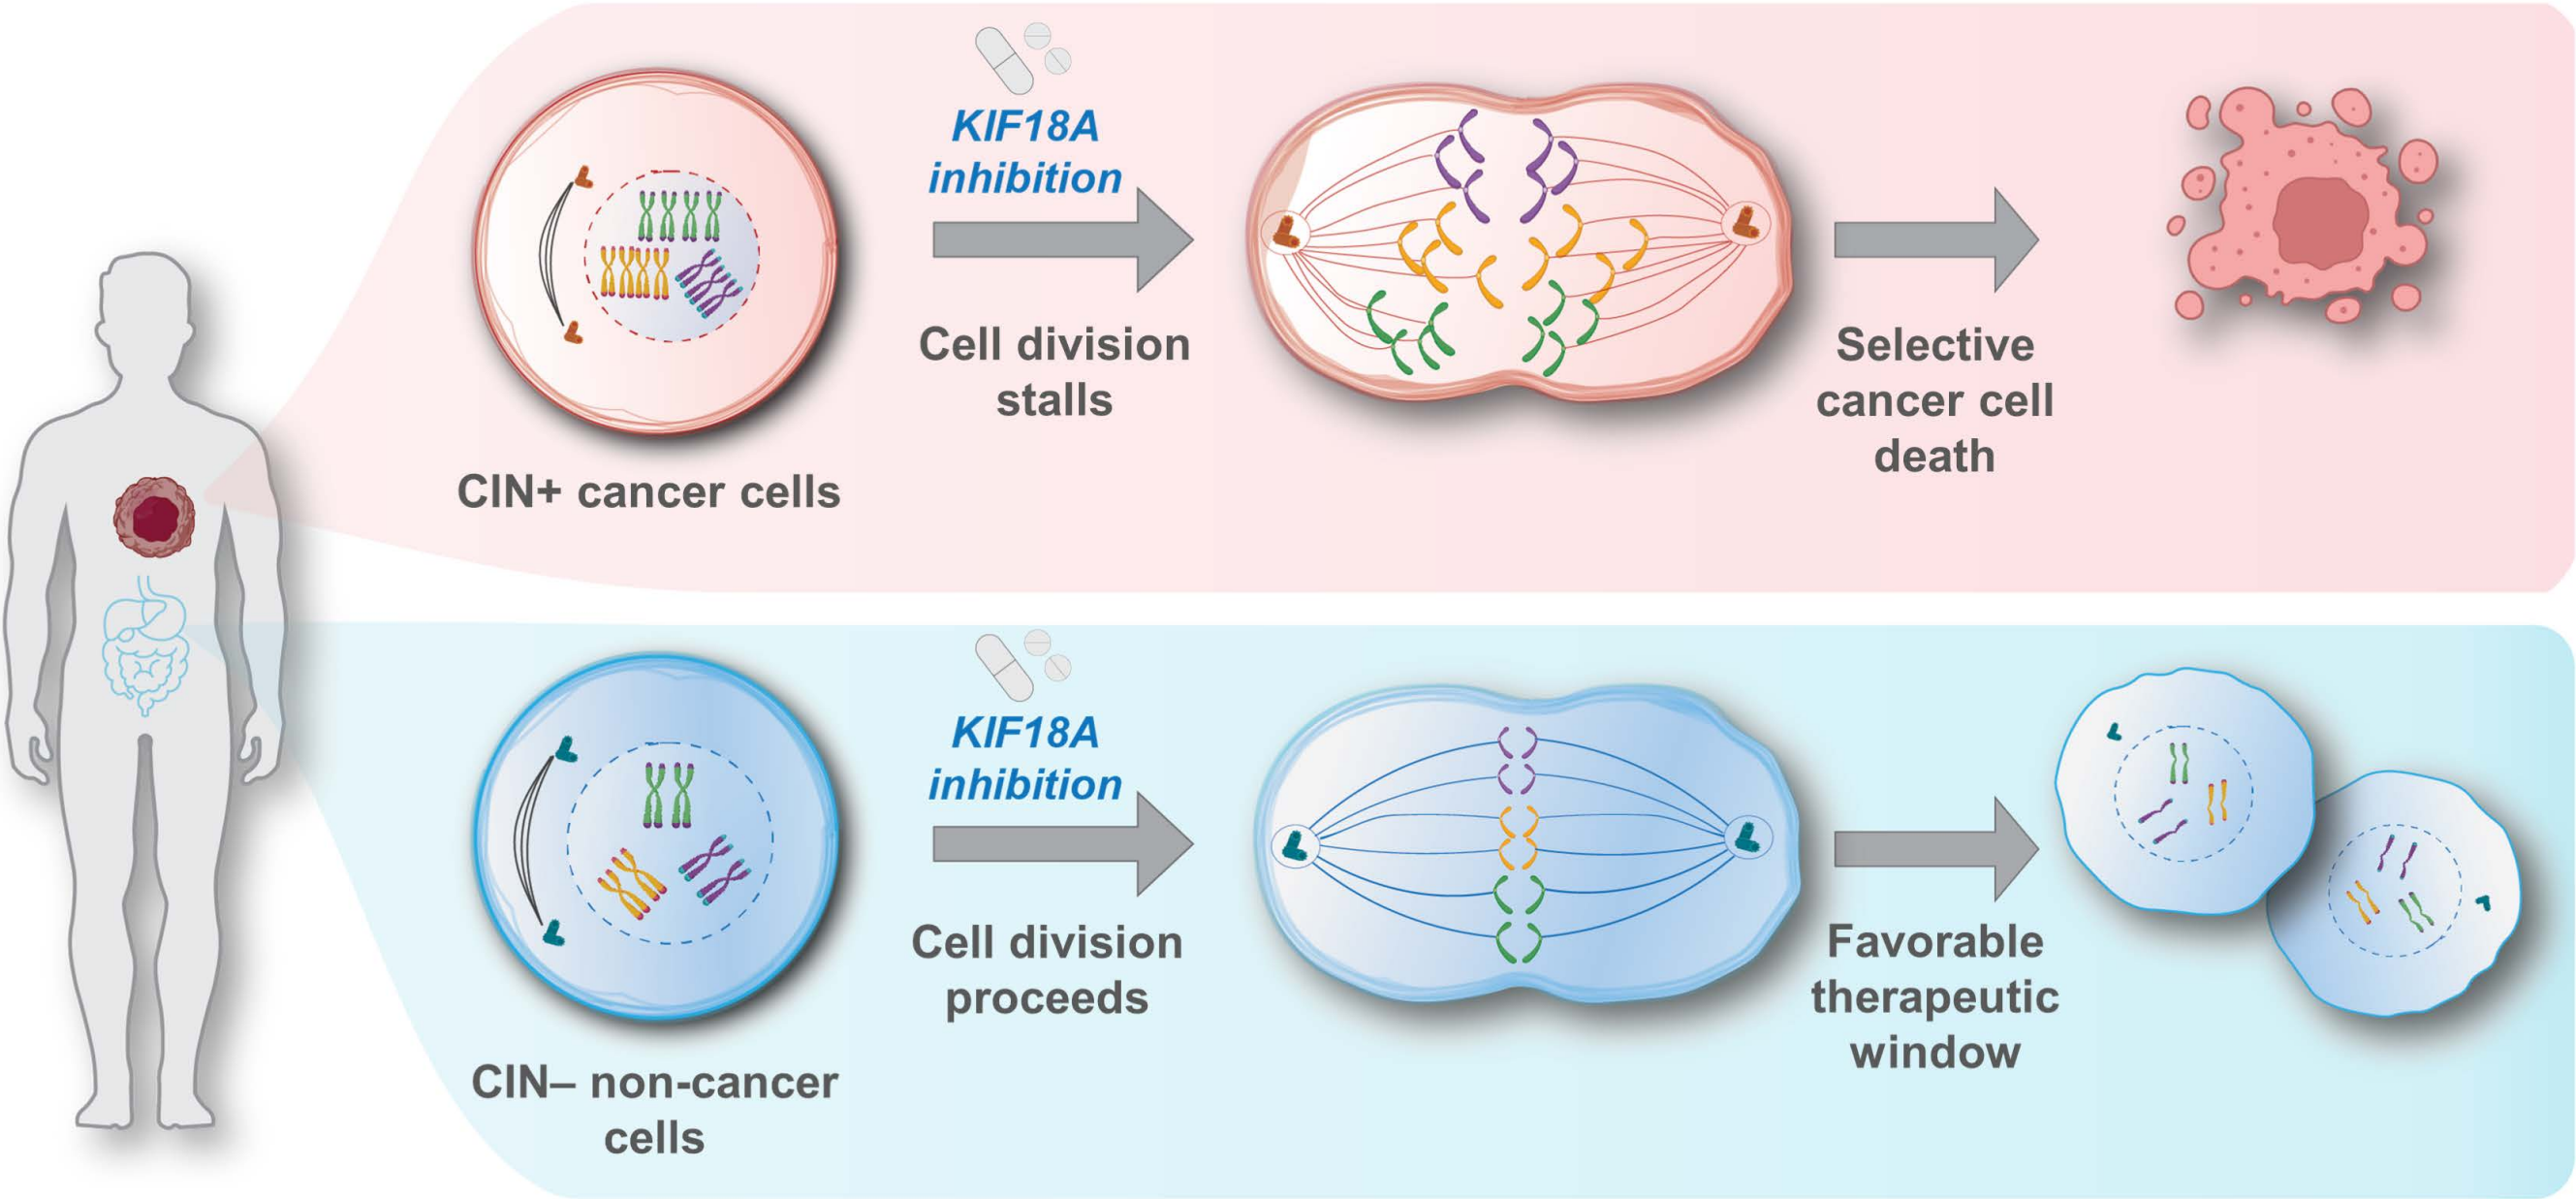 KIF18A
inhibition
Cell division
stalls
CIN+ cancer cells
Selective
cancer cell
death
KIF18A
inhibition
Cell division
proceeds
CIN– non-cancer
cells
Favorable
therapeutic
window